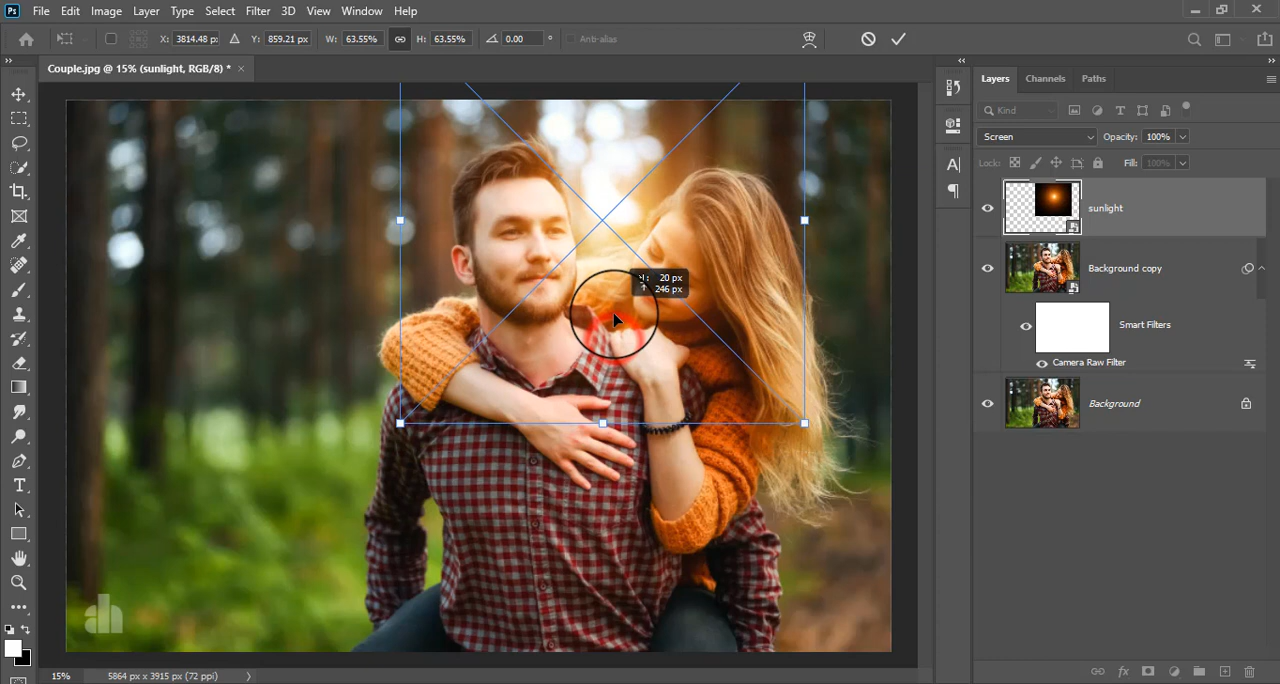 Ps File Edit Image Layer Type Select Filter 3D View Window Help
X: 3814.48 px Y: 859.21 px W: 63.55% H: 63.55% 0.00 ° Anti-alias
Couple.jpg @ 15% (sunlight, RGB/8) * ×
Layers Channels Paths
Kind
Screen Opacity: 100%
Lock: Fill: 100%
sunlight
Background copy
Smart Filters
Camera Raw Filter
Background
20 px
246 px
ah
15% 5864 px x 3915 px (72 ppi)